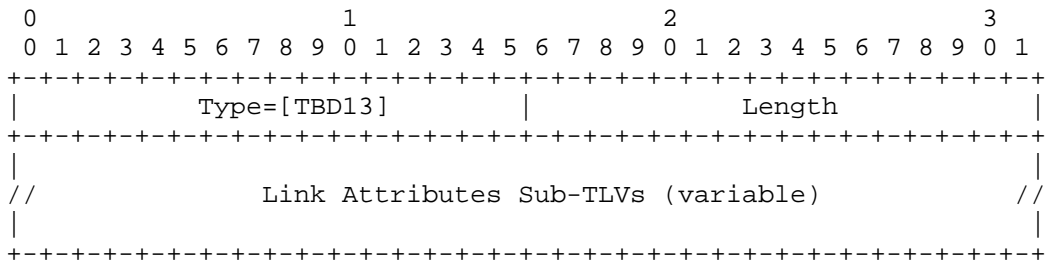 0                   1                   2                   3
 0 1 2 3 4 5 6 7 8 9 0 1 2 3 4 5 6 7 8 9 0 1 2 3 4 5 6 7 8 9 0 1
+-+-+-+-+-+-+-+-+-+-+-+-+-+-+-+-+-+-+-+-+-+-+-+-+-+-+-+-+-+-+-+-+
|           Type=[TBD13]        |             Length            |
+-+-+-+-+-+-+-+-+-+-+-+-+-+-+-+-+-+-+-+-+-+-+-+-+-+-+-+-+-+-+-+-+
|                                                               |
//              Link Attributes Sub-TLVs (variable)            //
|                                                               |
+-+-+-+-+-+-+-+-+-+-+-+-+-+-+-+-+-+-+-+-+-+-+-+-+-+-+-+-+-+-+-+-+